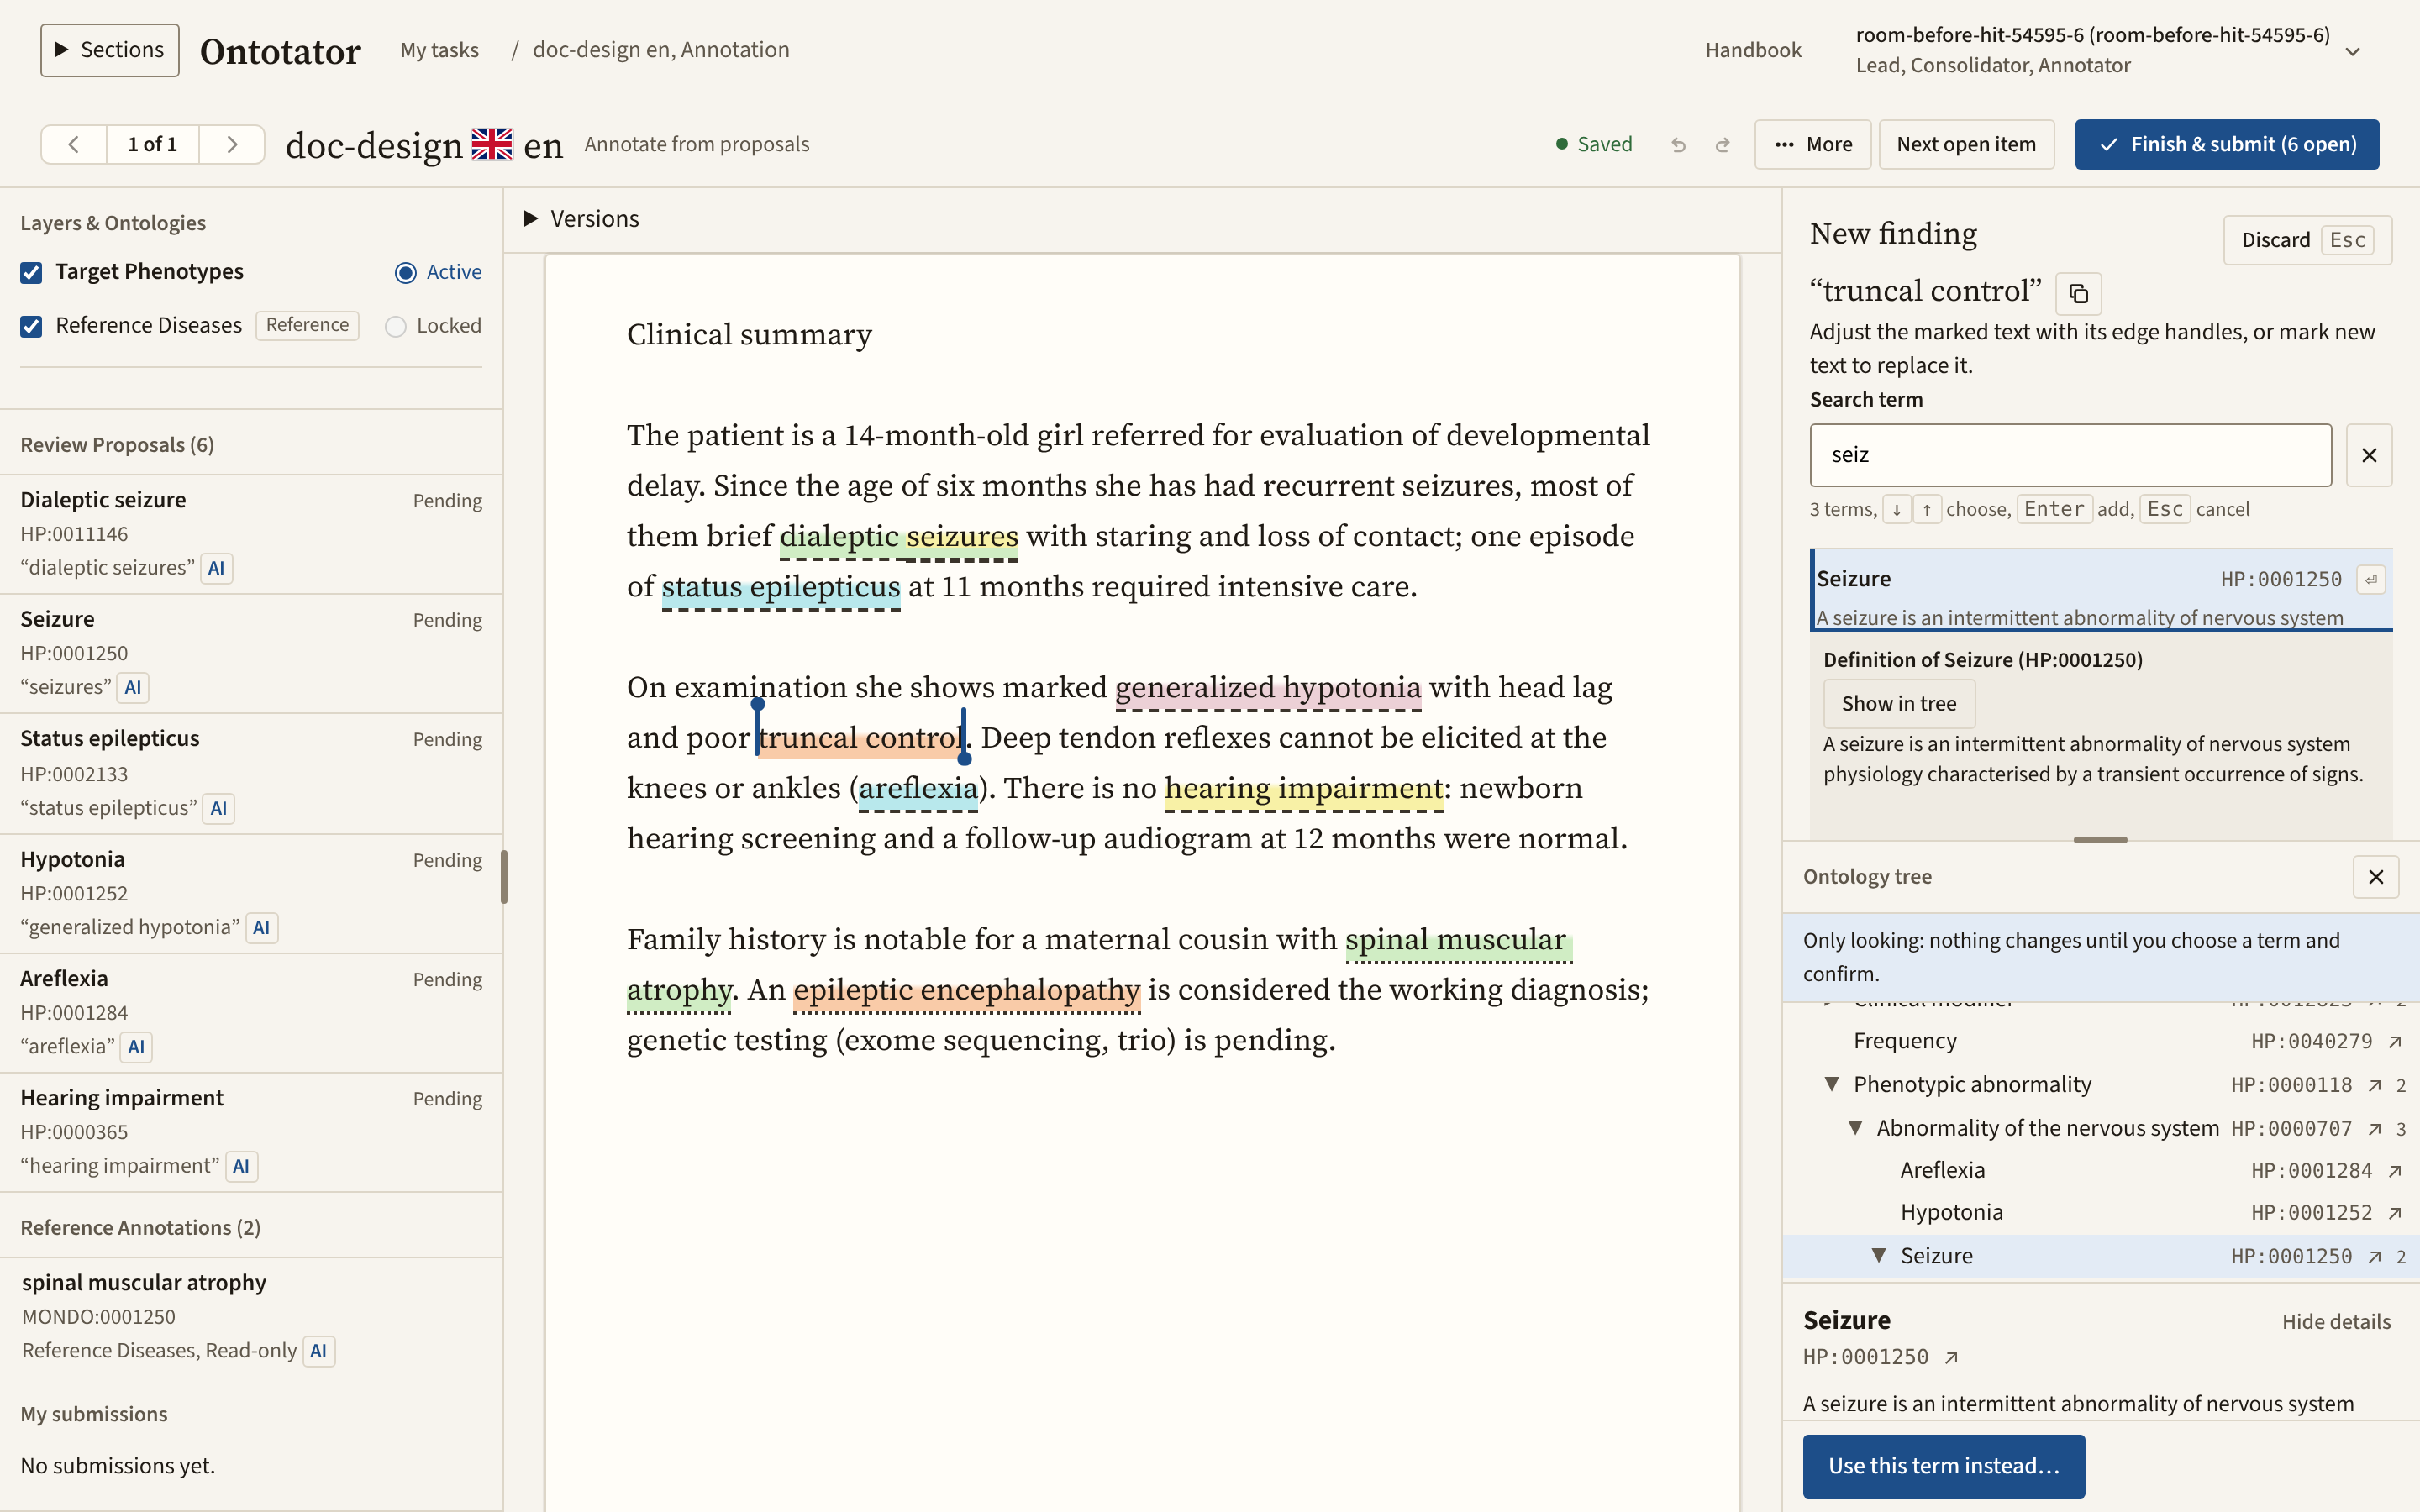 Sections
Ontotator
My tasks / doc-design en, Annotation
Handbook
room-before-hit-54595-6 (room-before-hit-54595-6)
Lead, Consolidator, Annotator
1 of 1
doc-design en
Annotate from proposals
Saved
More
Next open item
Finish & submit (6 open)
Layers & Ontologies
Target Phenotypes Active
Reference Diseases Reference Locked
Review Proposals (6)
Dialeptic seizure Pending
HP:0011146
“dialeptic seizures” AI
Seizure Pending
HP:0001250
“seizures” AI
Status epilepticus Pending
HP:0002133
“status epilepticus” AI
Hypotonia Pending
HP:0001252
“generalized hypotonia” AI
Areflexia Pending
HP:0001284
“areflexia” AI
Hearing impairment Pending
HP:0000365
“hearing impairment” AI
Reference Annotations (2)
spinal muscular atrophy
MONDO:0001250
Reference Diseases, Read-only AI
My submissions
No submissions yet.
Versions
Clinical summary
The patient is a 14-month-old girl referred for evaluation of developmental
delay. Since the age of six months she has had recurrent seizures, most of
them brief dialeptic seizures with staring and loss of contact; one episode
of status epilepticus at 11 months required intensive care.
On examination she shows marked generalized hypotonia with head lag
and poor truncal control. Deep tendon reflexes cannot be elicited at the
knees or ankles (areflexia). There is no hearing impairment: newborn
hearing screening and a follow-up audiogram at 12 months were normal.
Family history is notable for a maternal cousin with spinal muscular
atrophy. An epileptic encephalopathy is considered the working diagnosis;
genetic testing (exome sequencing, trio) is pending.
New finding
Discard Esc
“truncal control”
Adjust the marked text with its edge handles, or mark new
text to replace it.
Search term
seiz
3 terms, ↓ ↑ choose, Enter add, Esc cancel
Seizure HP:0001250
A seizure is an intermittent abnormality of nervous system
Definition of Seizure (HP:0001250)
Show in tree
A seizure is an intermittent abnormality of nervous system
physiology characterised by a transient occurrence of signs.
Ontology tree
Only looking: nothing changes until you choose a term and
confirm.
Clinical modifier HP:0012823 ↗ 2
Frequency HP:0040279 ↗
Phenotypic abnormality HP:0000118 ↗ 2
Abnormality of the nervous system HP:0000707 ↗ 3
Areflexia HP:0001284 ↗
Hypotonia HP:0001252 ↗
Seizure HP:0001250 ↗ 2
Seizure Hide details
HP:0001250 ↗
A seizure is an intermittent abnormality of nervous system
Use this term instead…